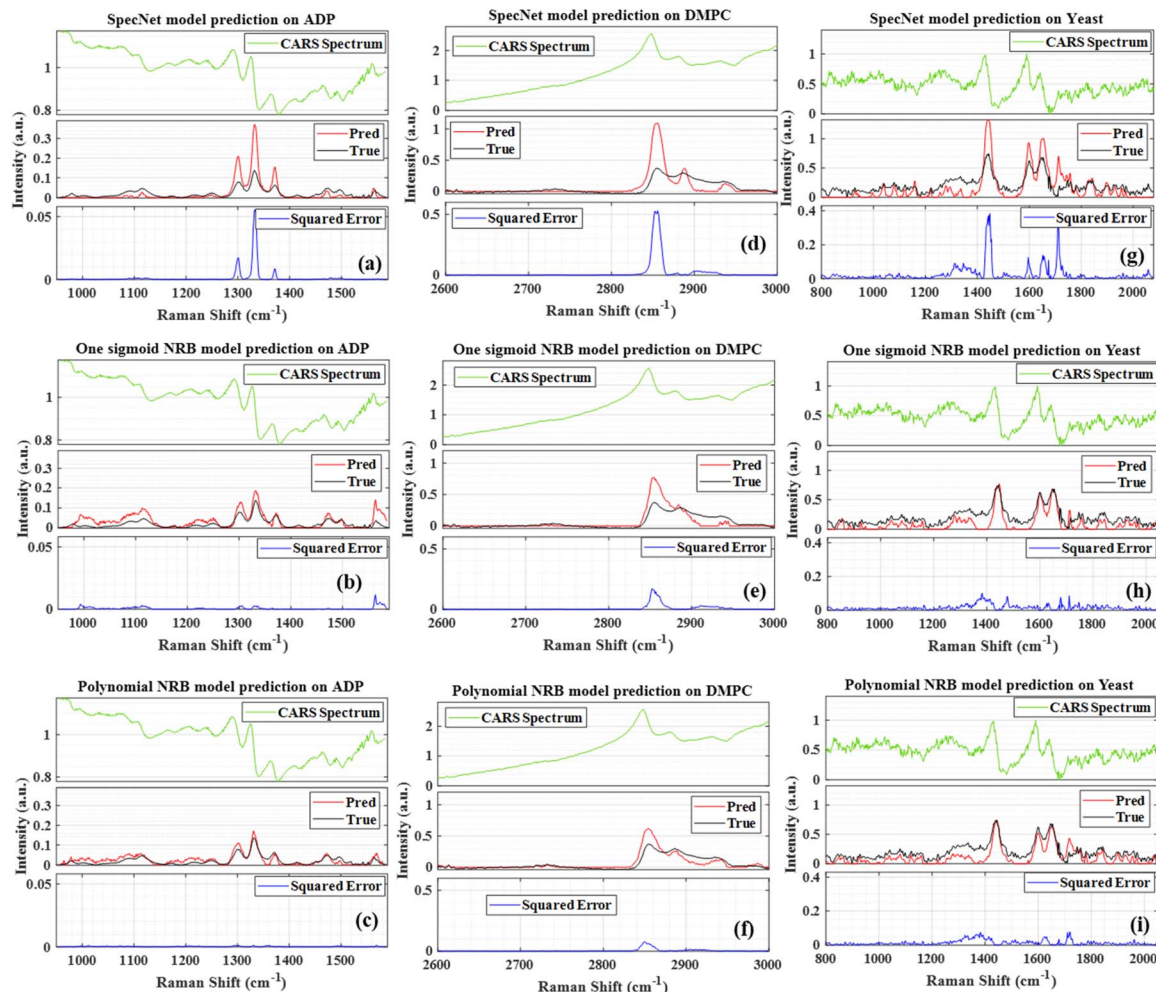 SpecNet model prediction on ADP
CARS Spectrum
1
0.8
Pred
True
0.3
0.2
0.1
0
Squared Error
0.05
0
(a)
1000 1100 1200 1300 1400 1500
Raman Shift (cm-1)
Intensity (a.u.)
SpecNet model prediction on DMPC
CARS Spectrum
2
1
0
Pred
True
1
0.5
0
Squared Error
0.5
0
(d)
2600 2700 2800 2900 3000
Raman Shift (cm-1)
Intensity (a.u.)
SpecNet model prediction on Yeast
CARS Spectrum
1
0.5
0
Pred
True
1
0.5
0
Squared Error
0.4
0.2
0
(g)
800 1000 1200 1400 1600 1800 2000
Raman Shift (cm-1)
Intensity (a.u.)
One sigmoid NRB model prediction on ADP
CARS Spectrum
1
0.8
Pred
True
0.3
0.2
0.1
0
Squared Error
0.05
0
(b)
1000 1100 1200 1300 1400 1500
Raman Shift (cm-1)
Intensity (a.u.)
One sigmoid NRB model prediction on DMPC
CARS Spectrum
2
1
0
Pred
True
1
0.5
0
Squared Error
0.5
0
(e)
2600 2700 2800 2900 3000
Raman Shift (cm-1)
Intensity (a.u.)
One sigmoid NRB model prediction on Yeast
CARS Spectrum
1
0.5
0
Pred
True
1
0.5
0
Squared Error
0.4
0.2
0
(h)
800 1000 1200 1400 1600 1800 2000
Raman Shift (cm-1)
Intensity (a.u.)
Polynomial NRB model prediction on ADP
CARS Spectrum
1
0.8
Pred
True
0.3
0.2
0.1
0
Squared Error
0.05
0
(c)
1000 1100 1200 1300 1400 1500
Raman Shift (cm-1)
Intensity (a.u.)
Polynomial NRB model prediction on DMPC
CARS Spectrum
2
1
0
Pred
True
1
0.5
0
Squared Error
0.5
0
(f)
2600 2700 2800 2900 3000
Raman Shift (cm-1)
Intensity (a.u.)
Polynomial NRB model prediction on Yeast
CARS Spectrum
1
0.5
0
Pred
True
1
0.5
0
Squared Error
0.4
0.2
0
(i)
800 1000 1200 1400 1600 1800 2000
Raman Shift (cm-1)
Intensity (a.u.)